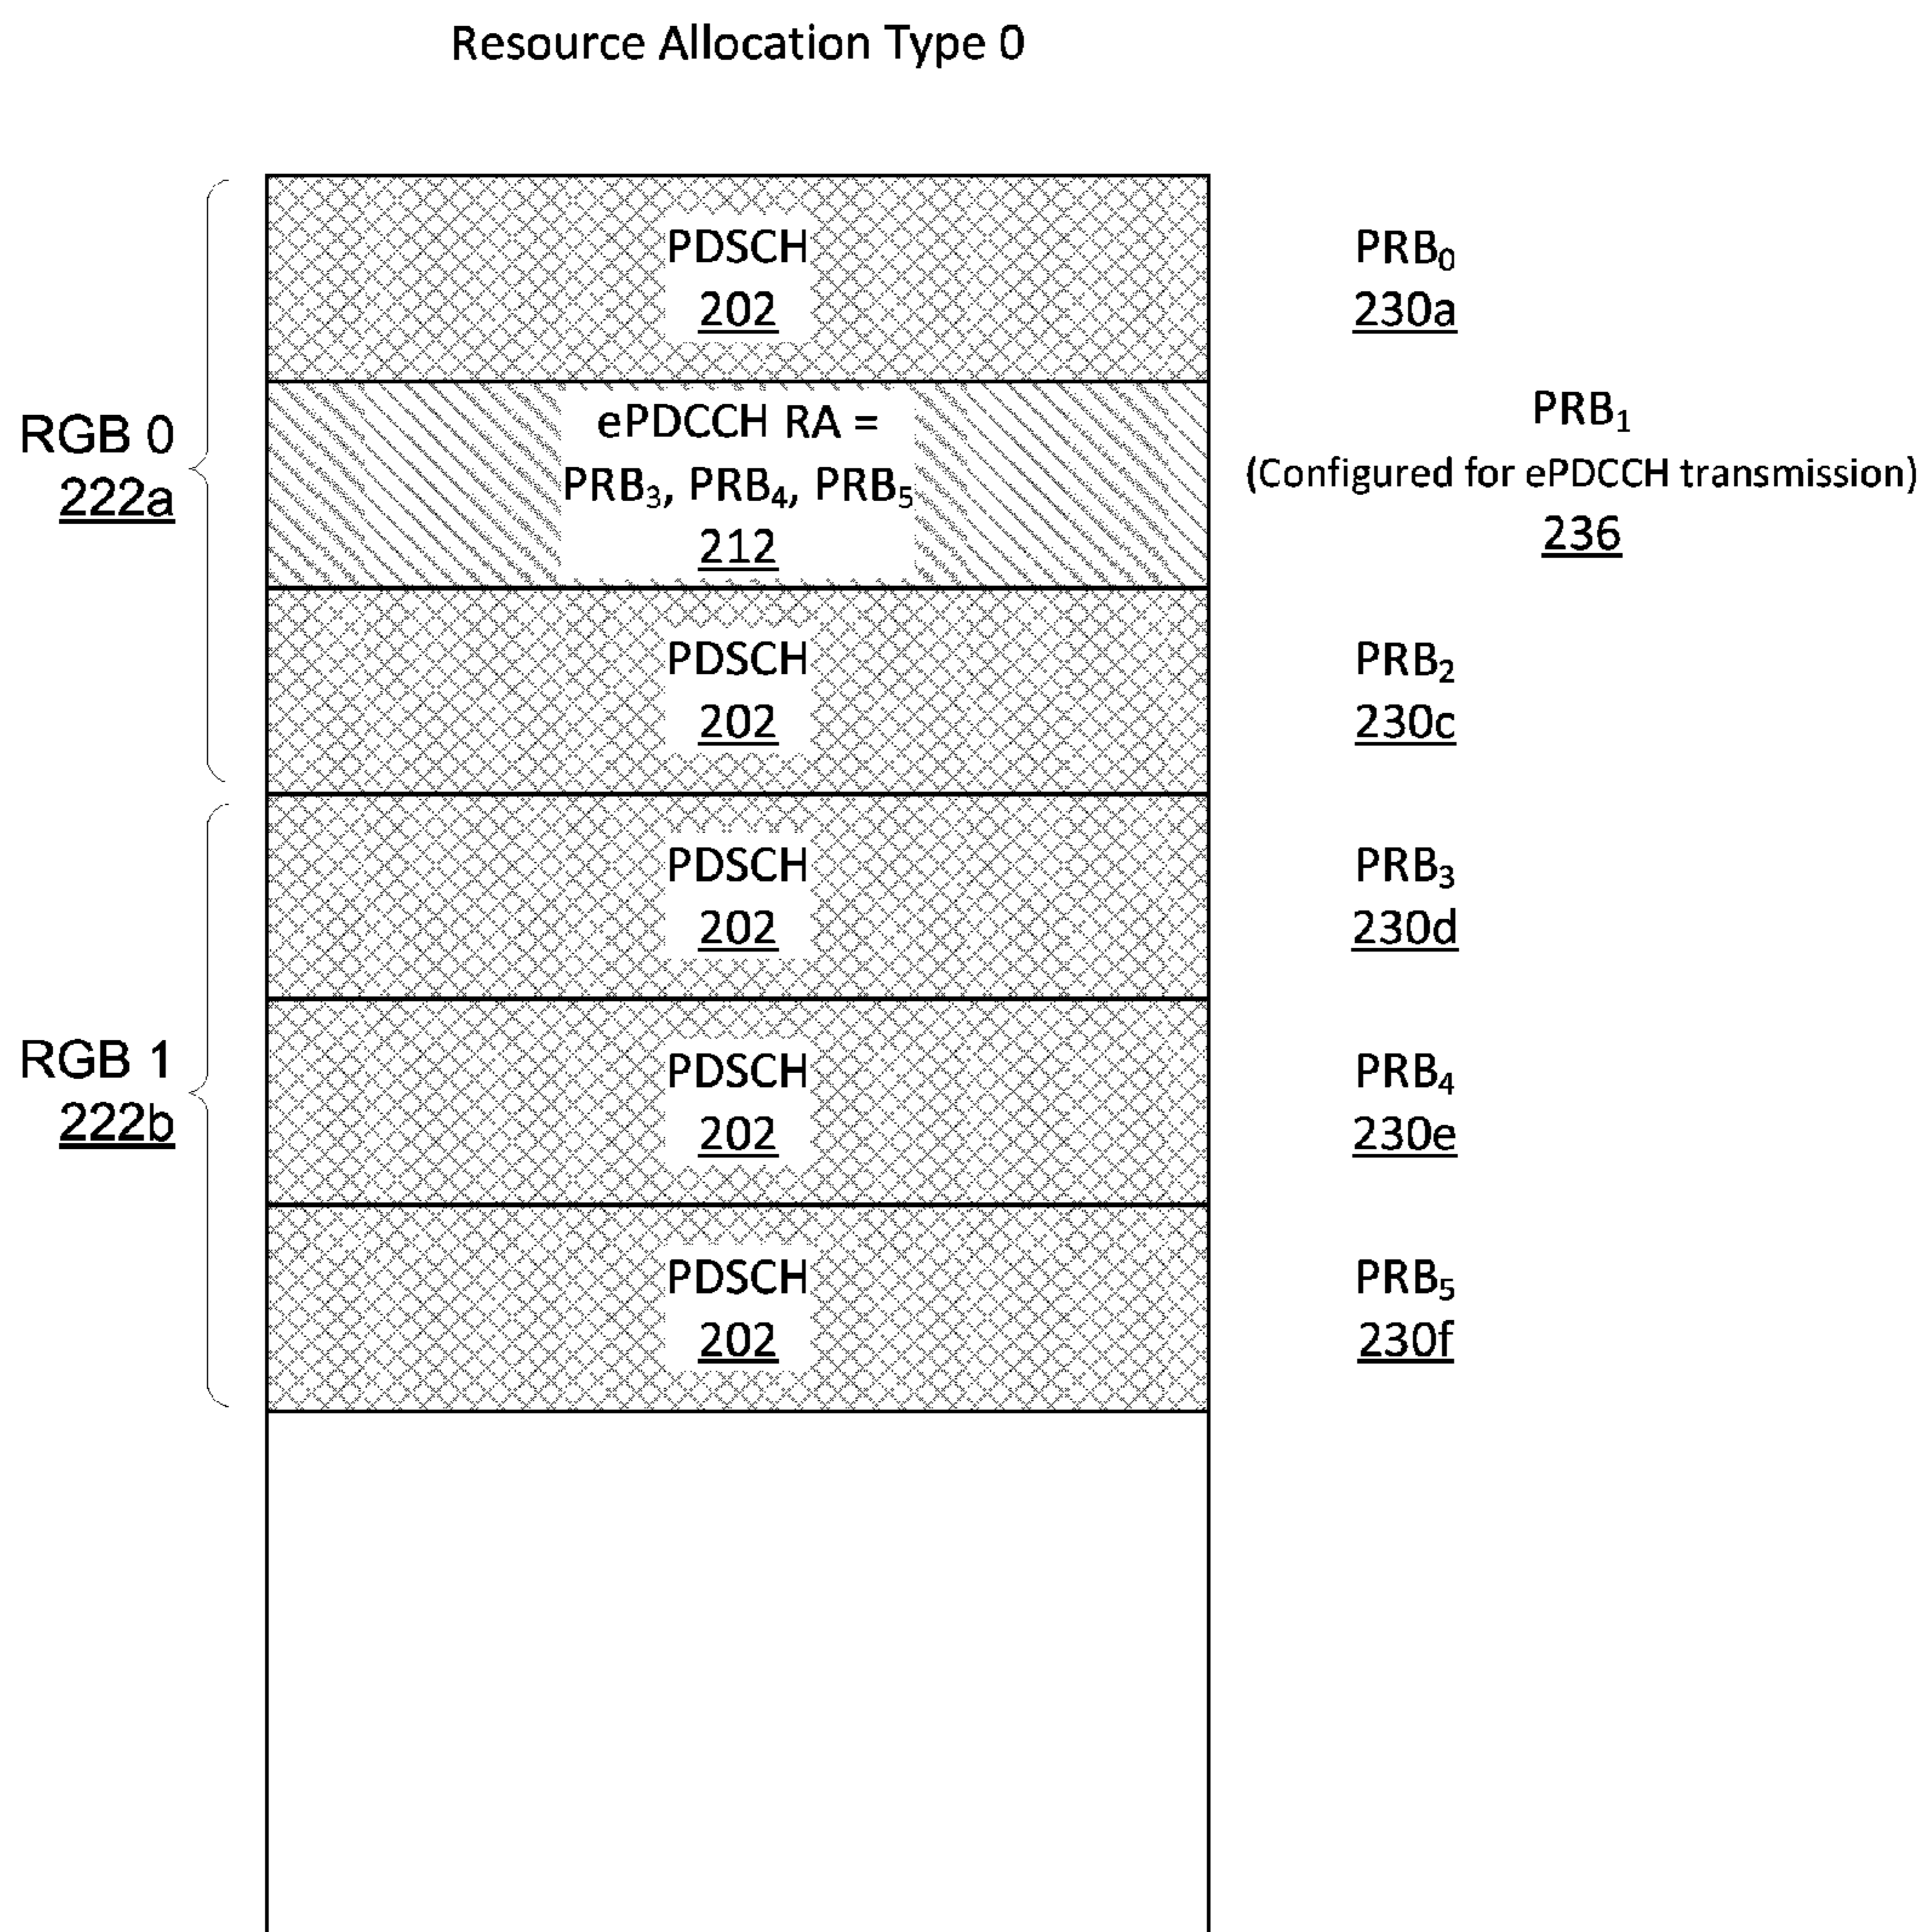 Resource Allocation Type 0
PDSCH
202
PRB₀
230a
RGB 0
222a
ePDCCH RA =
PRB₃, PRB₄, PRB₅
212
PRB₁
(Configured for ePDCCH transmission)
236
PDSCH
202
PRB₂
230c
PDSCH
202
PRB₃
230d
RGB 1
222b
PDSCH
202
PRB₄
230e
PDSCH
202
PRB₅
230f